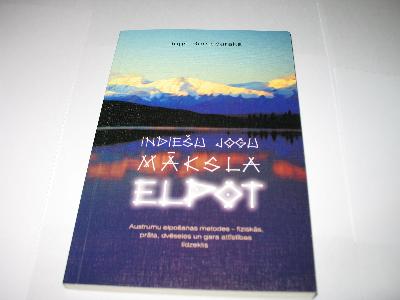 INDIEŠU JOGU
MĀKSLA
ELPOT
Austrumu elpošanas metodes – fiziskās,
prāta, dvēseles un gara attīstības
līdzeklis